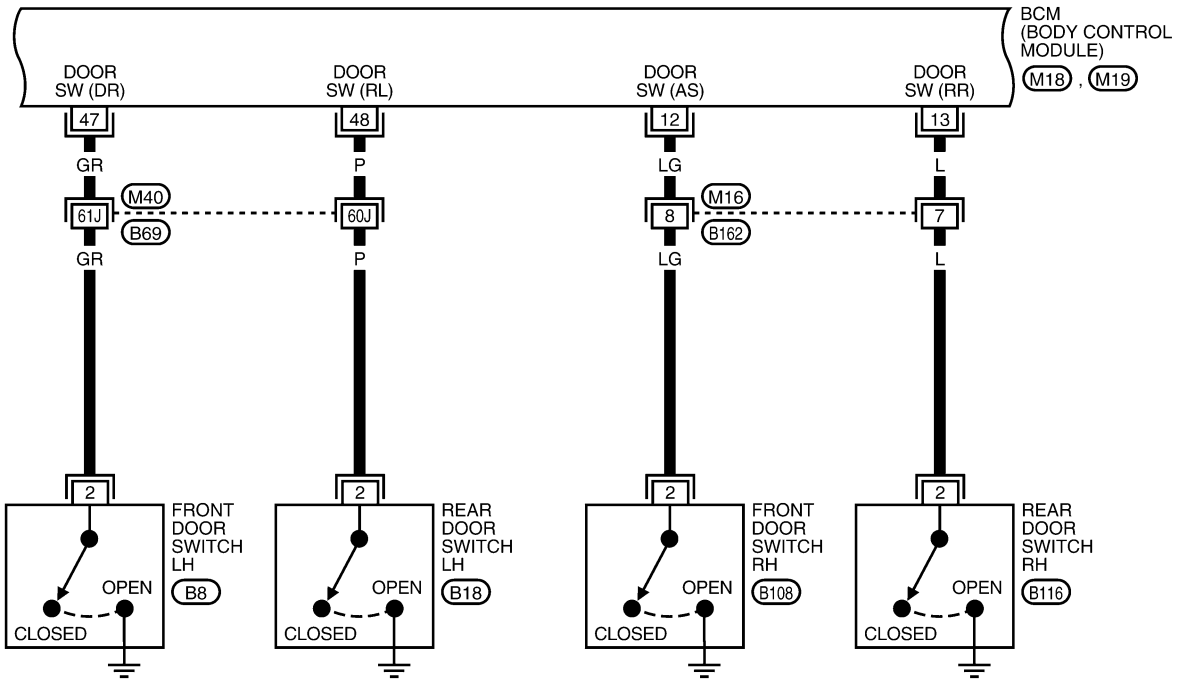 BCM
(BODY CONTROL
MODULE)
M18 , M19
DOOR
SW (DR)
DOOR
SW (RL)
DOOR
SW (AS)
DOOR
SW (RR)
47
48
12
13
GR
P
LG
L
M40
M16
61J
60J
8
7
B69
B162
GR
P
LG
L
2
2
2
2
FRONT
DOOR
SWITCH
LH
B8
OPEN
CLOSED
REAR
DOOR
SWITCH
LH
B18
OPEN
CLOSED
FRONT
DOOR
SWITCH
RH
B108
OPEN
CLOSED
REAR
DOOR
SWITCH
RH
B116
OPEN
CLOSED